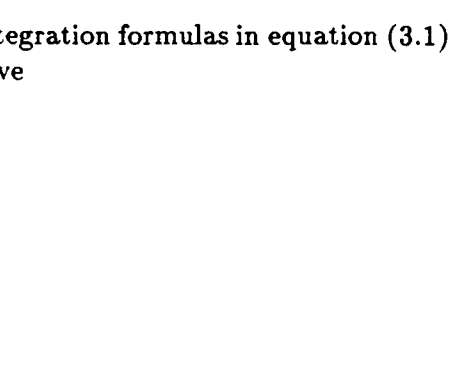 tegration formulas in equation (3.1)
ve